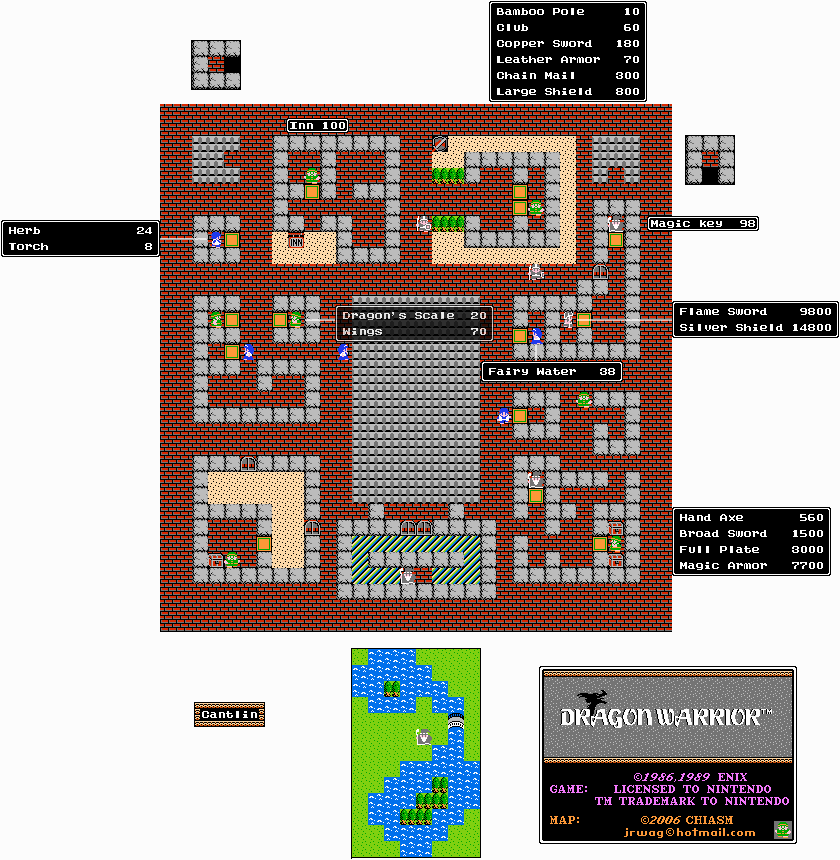 Bamboo Pole 10
Club 60
Copper Sword 180
Leather Armor 70
Chain Mail 300
Large Shield 800
Inn 100
Magic key 98
Herb 24
Torch 8
Dragon's Scale 20
Wings 70
Flame Sword 9800
Silver Shield 14800
Fairy Water 38
Hand Axe 560
Broad Sword 1500
Full Plate 3000
Magic Armor 7700
Cantlin
DRAGON WARRIOR™
©1986,1989 ENIX
GAME: LICENSED TO NINTENDO
TM TRADEMARK TO NINTENDO
MAP: ©2006 CHIASM
jrwag@hotmail.com